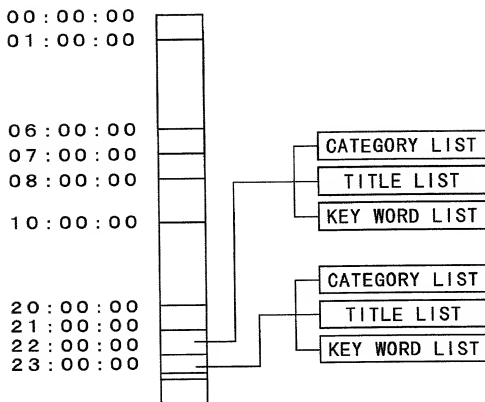 00:00:00
01:00:00
06:00:00
07:00:00
08:00:00
10:00:00
20:00:00
21:00:00
22:00:00
23:00:00
CATEGORY LIST
TITLE LIST
KEY WORD LIST
CATEGORY LIST
TITLE LIST
KEY WORD LIST